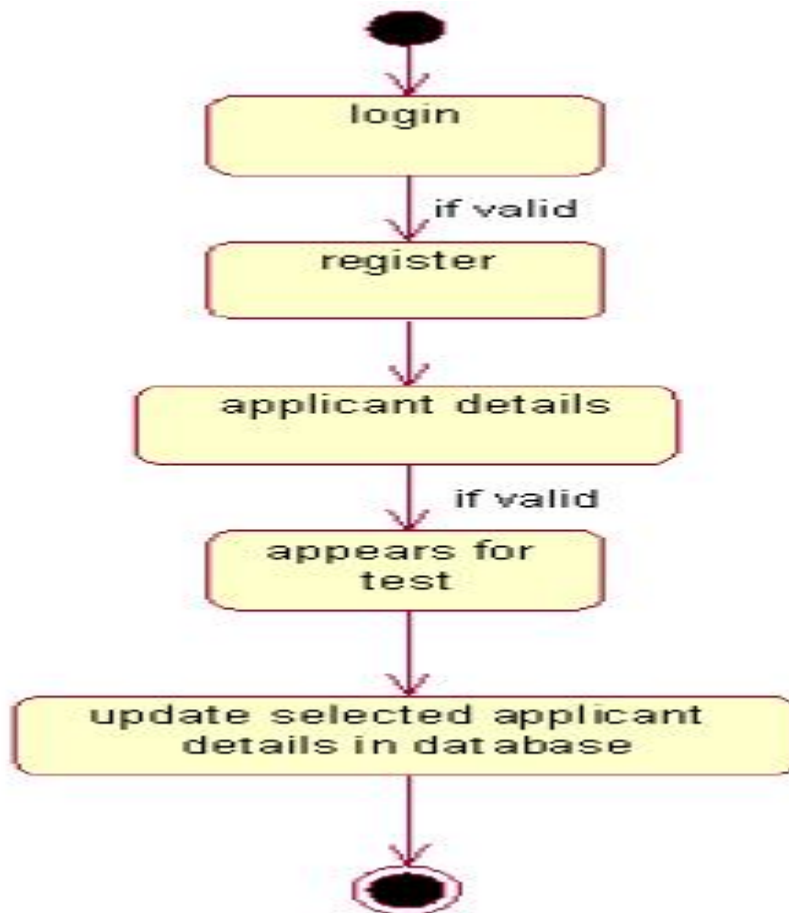 login
if valid
register
applicant details
if valid
appears for
test
update selected applicant
details in database